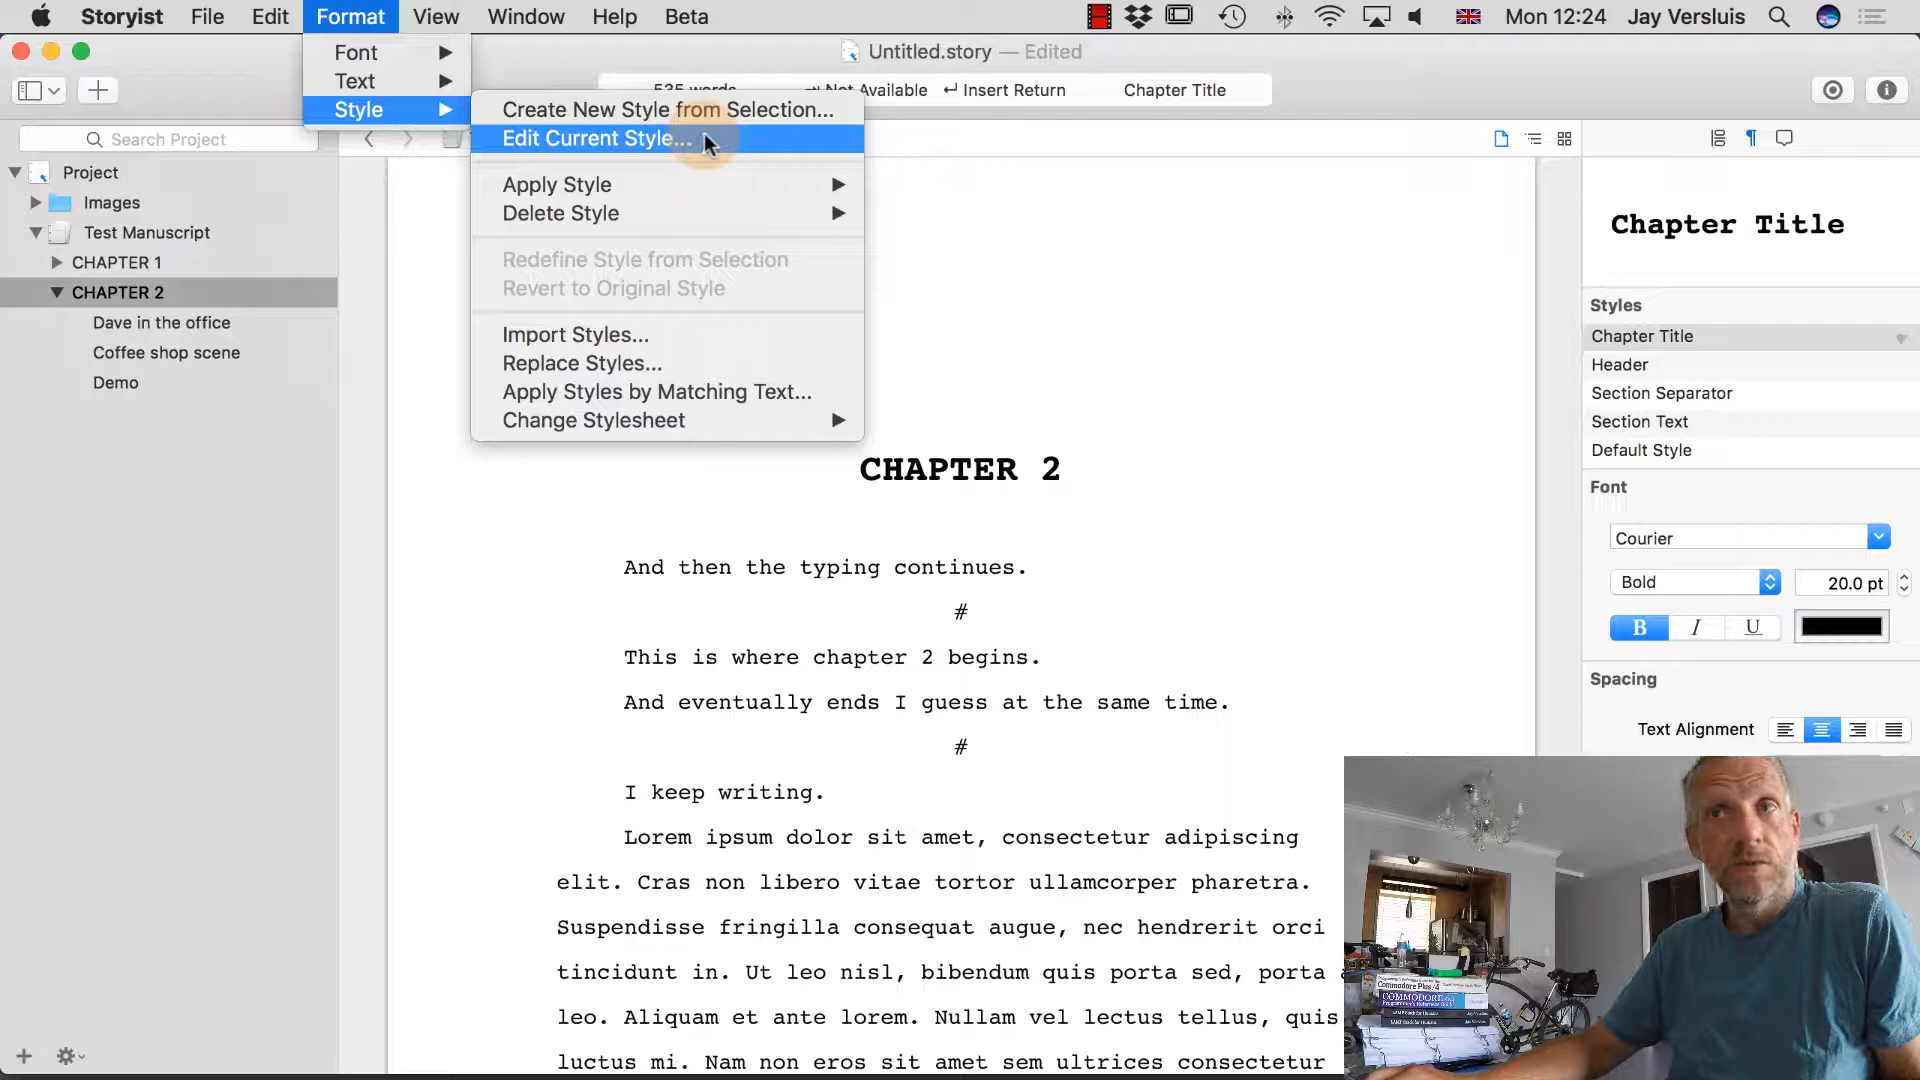 Storyist File Edit Format View Window Help Beta Mon 12:24 Jay Versluis
Untitled.story — Edited
Insert Return Chapter Title
Font
Text
Style
Create New Style from Selection...
Edit Current Style...
Apply Style
Delete Style
Redefine Style from Selection
Revert to Original Style
Import Styles...
Replace Styles...
Apply Styles by Matching Text...
Change Stylesheet
Search Project
Project
Images
Test Manuscript
CHAPTER 1
CHAPTER 2
Dave in the office
Coffee shop scene
Demo
CHAPTER 2
And then the typing continues.
#
This is where chapter 2 begins.
And eventually ends I guess at the same time.
#
I keep writing.
Lorem ipsum dolor sit amet, consectetur adipiscing
elit. Cras non libero vitae tortor ullamcorper pharetra.
Suspendisse fringilla consequat augue, nec hendrerit orci
tincidunt in. Ut leo nisl, bibendum quis porta sed, porta
leo. Aliquam et ante lorem. Nullam vel lectus tellus, quis
luctus mi. Nam non eros sit amet sem ultrices consectetur
Chapter Title
Styles
Chapter Title
Header
Section Separator
Section Text
Default Style
Font
Courier
Bold 20.0 pt
B I U
Spacing
Text Alignment
Commodore Plus/4
COMMODORE 64
Programmer's Reference Guide